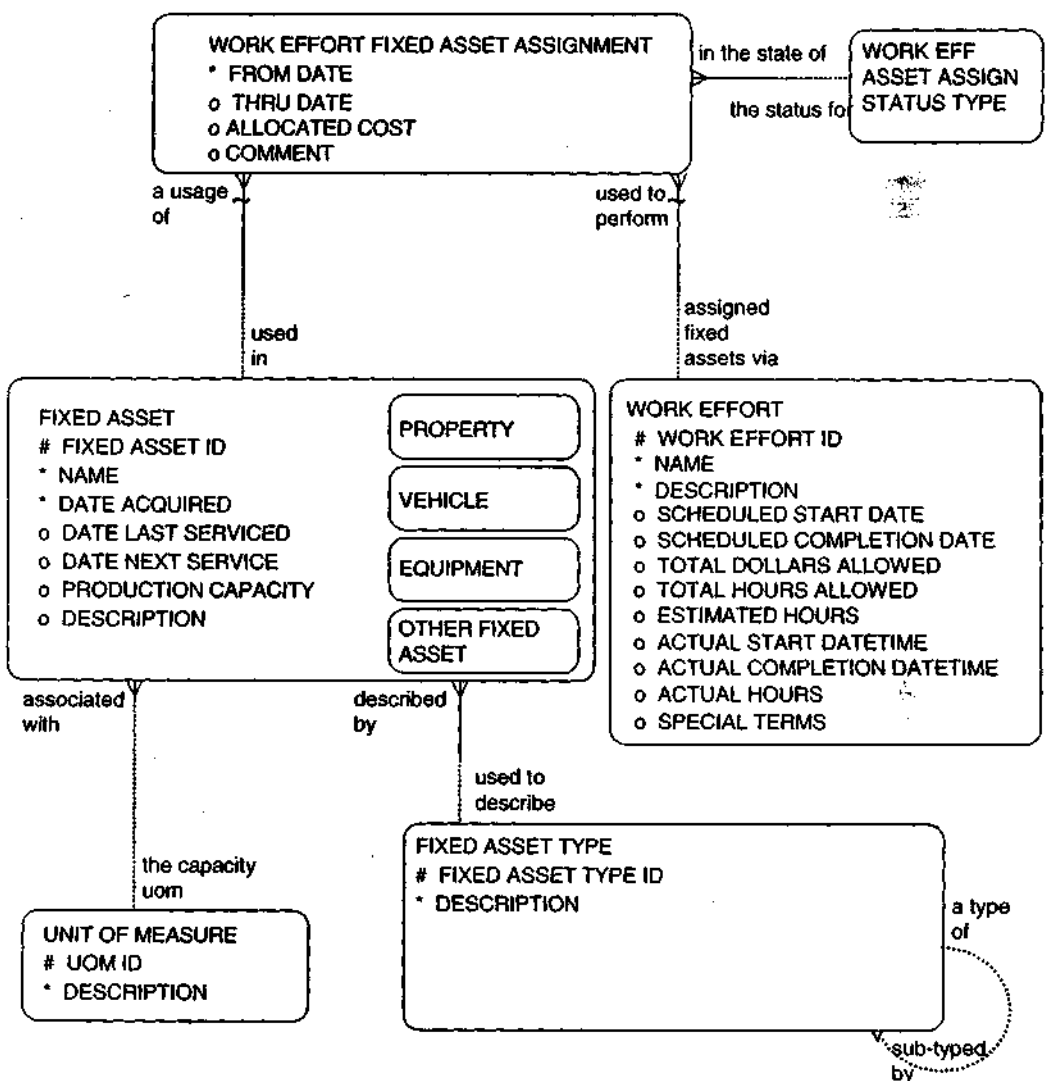 WORK EFFORT FIXED ASSET ASSIGNMENT
* FROM DATE
o THRU DATE
o ALLOCATED COST
o COMMENT
in the state of
the status for
WORK EFF
ASSET ASSIGN
STATUS TYPE
a usage
of
used to
perform
used
in
assigned
fixed
assets via
FIXED ASSET
# FIXED ASSET ID
* NAME
* DATE ACQUIRED
o DATE LAST SERVICED
o DATE NEXT SERVICE
o PRODUCTION CAPACITY
o DESCRIPTION
PROPERTY
VEHICLE
EQUIPMENT
OTHER FIXED
ASSET
WORK EFFORT
# WORK EFFORT ID
* NAME
* DESCRIPTION
o SCHEDULED START DATE
o SCHEDULED COMPLETION DATE
o TOTAL DOLLARS ALLOWED
o TOTAL HOURS ALLOWED
o ESTIMATED HOURS
o ACTUAL START DATETIME
o ACTUAL COMPLETION DATETIME
o ACTUAL HOURS
o SPECIAL TERMS
associated
with
described
by
used to
describe
the capacity
uom
UNIT OF MEASURE
# UOM ID
* DESCRIPTION
FIXED ASSET TYPE
# FIXED ASSET TYPE ID
* DESCRIPTION
a type
of
sub-typed
by